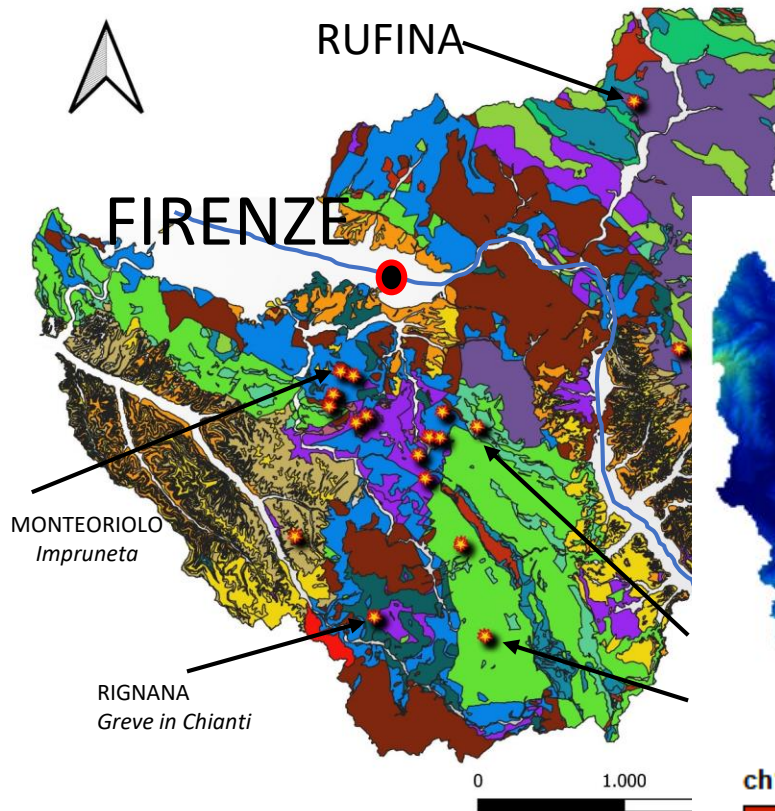 RUFINA
FIRENZE
MONTEORIOLO
Impruneta
RIGNANA
Greve in Chianti
0 1.000
ch